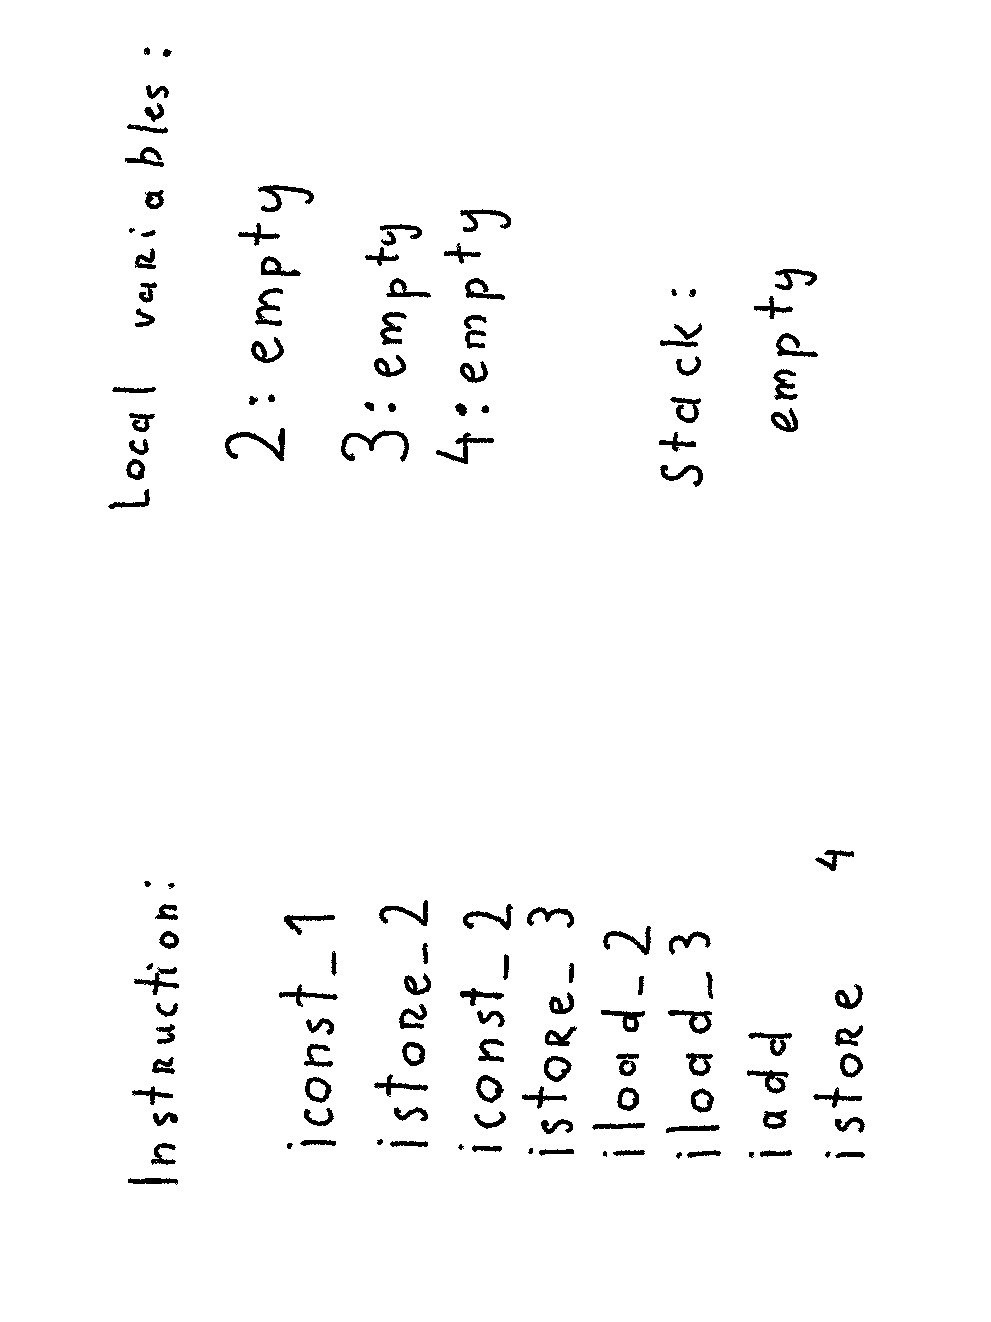 Instruction:
iconst_1
istore_2
iconst_2
istore_3
iload_2
iload_3
iadd
istore 4
Local variables:
2: empty
3: empty
4: empty
Stack:
empty